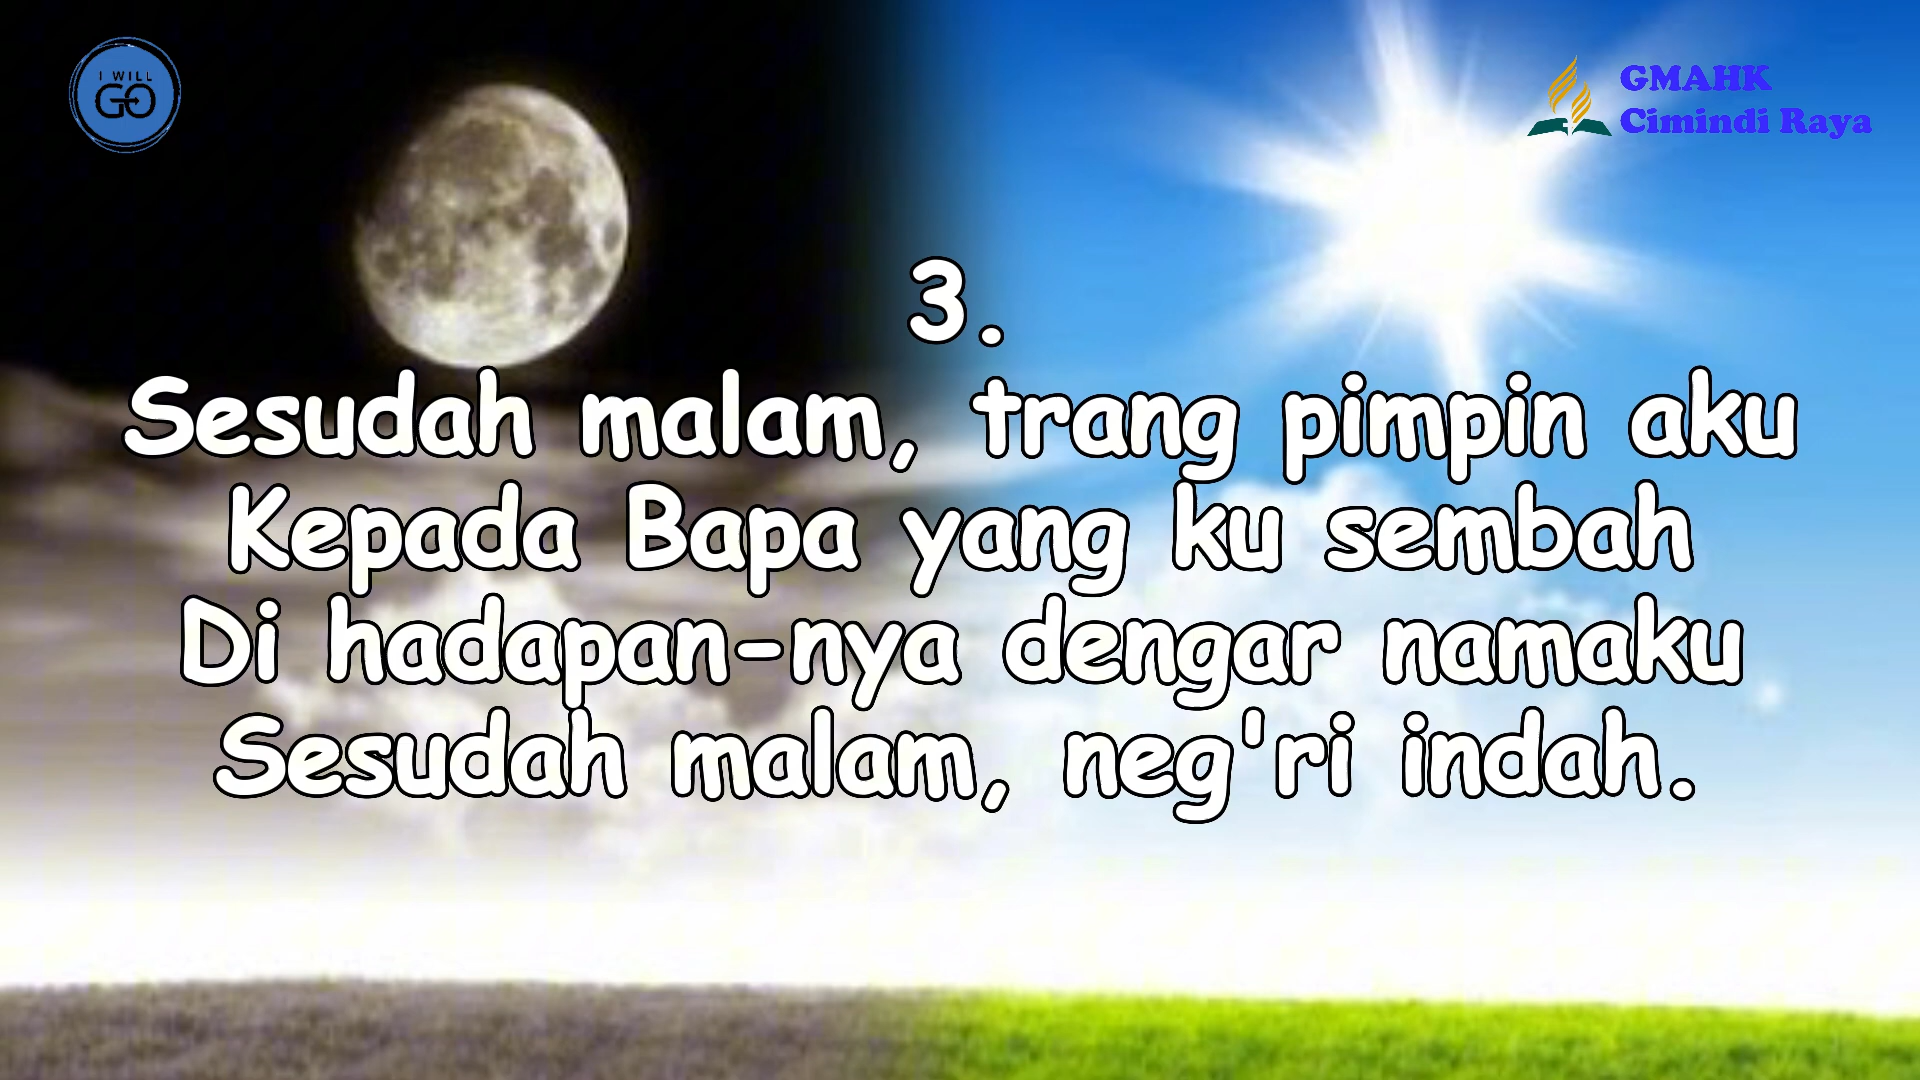 I WILL
GO
GMAHK
Cimindi Raya
3.
Sesudah malam, trang pimpin aku
Kepada Bapa yang ku sembah
Di hadapan-nya dengar namaku
Sesudah malam, neg'ri indah.